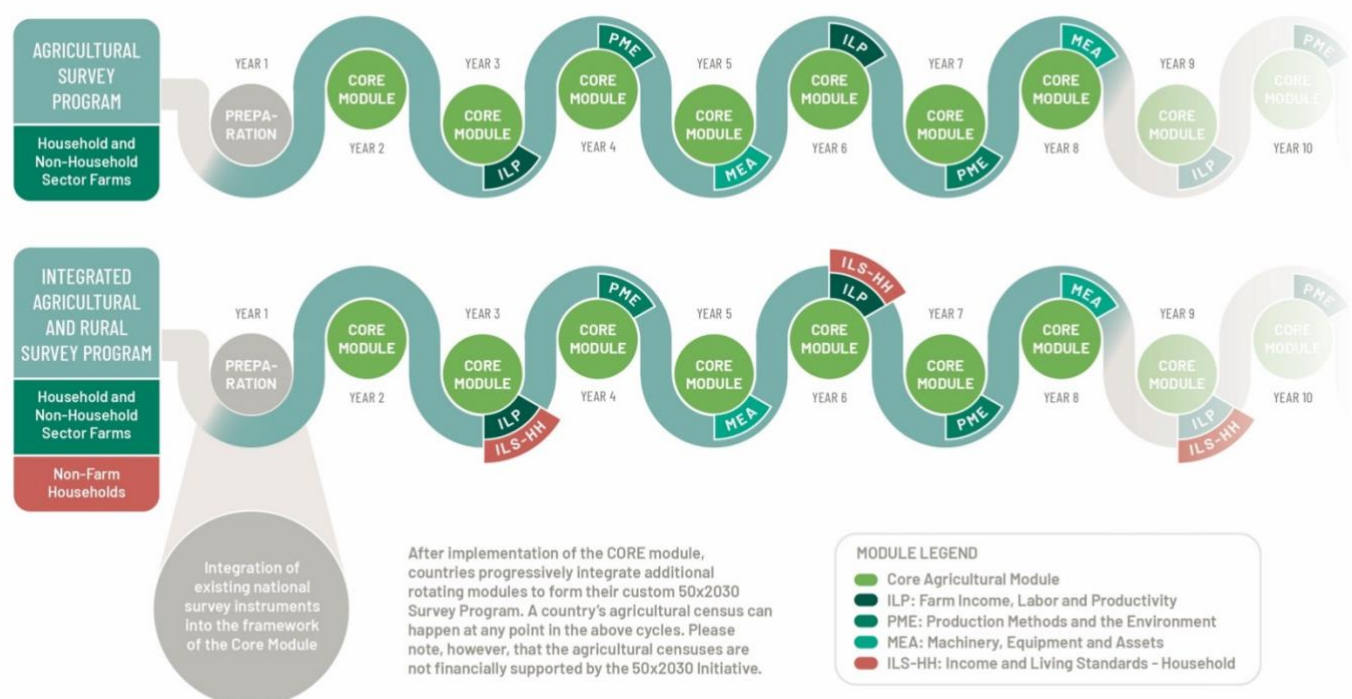 AGRICULTURAL
SURVEY
PROGRAM
Household and
Non-Household
Sector Farms
YEAR 1
PREPA-
RATION
CORE
MODULE
YEAR 2
YEAR 3
CORE
MODULE
ILP
PME
CORE
MODULE
YEAR 4
YEAR 5
CORE
MODULE
MEA
ILP
CORE
MODULE
YEAR 6
YEAR 7
CORE
MODULE
PME
MEA
CORE
MODULE
YEAR 8
YEAR 9
CORE
MODULE
ILP
PME
CORE
MODULE
YEAR 10
INTEGRATED
AGRICULTURAL
AND RURAL
SURVEY PROGRAM
Household and
Non-Household
Sector Farms
Non-Farm
Households
YEAR 1
PREPA-
RATION
CORE
MODULE
YEAR 2
YEAR 3
CORE
MODULE
ILP
ILS-HH
PME
CORE
MODULE
YEAR 4
YEAR 5
CORE
MODULE
MEA
ILS-HH
ILP
CORE
MODULE
YEAR 6
YEAR 7
CORE
MODULE
PME
MEA
CORE
MODULE
YEAR 8
YEAR 9
CORE
MODULE
ILP
ILS-HH
PME
CORE
MODULE
YEAR 10
Integration of
existing national
survey instruments
into the framework
of the Core Module
After implementation of the CORE module,
countries progressively integrate additional
rotating modules to form their custom 50x2030
Survey Program. A country's agricultural census can
happen at any point in the above cycles. Please
note, however, that the agricultural censuses are
not financially supported by the 50x2030 Initiative.
MODULE LEGEND
Core Agricultural Module
ILP: Farm Income, Labor and Productivity
PME: Production Methods and the Environment
MEA: Machinery, Equipment and Assets
ILS-HH: Income and Living Standards - Household